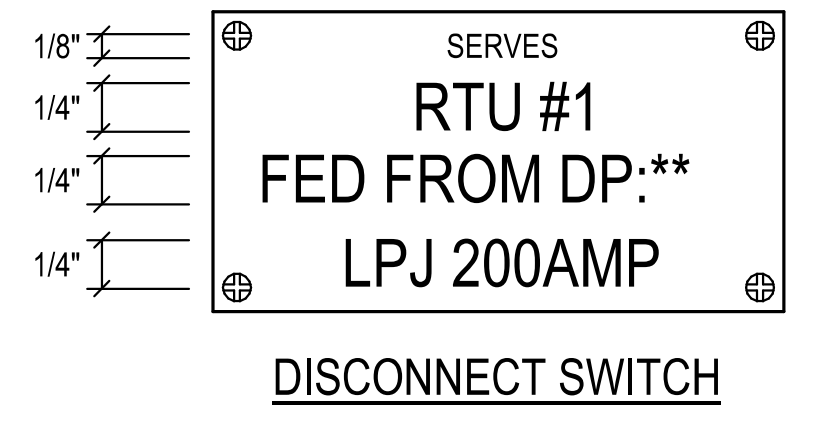 1/8"
SERVES
1/4"
RTU #1
1/4"
FED FROM DP:**
1/4"
LPJ 200AMP
DISCONNECT SWITCH